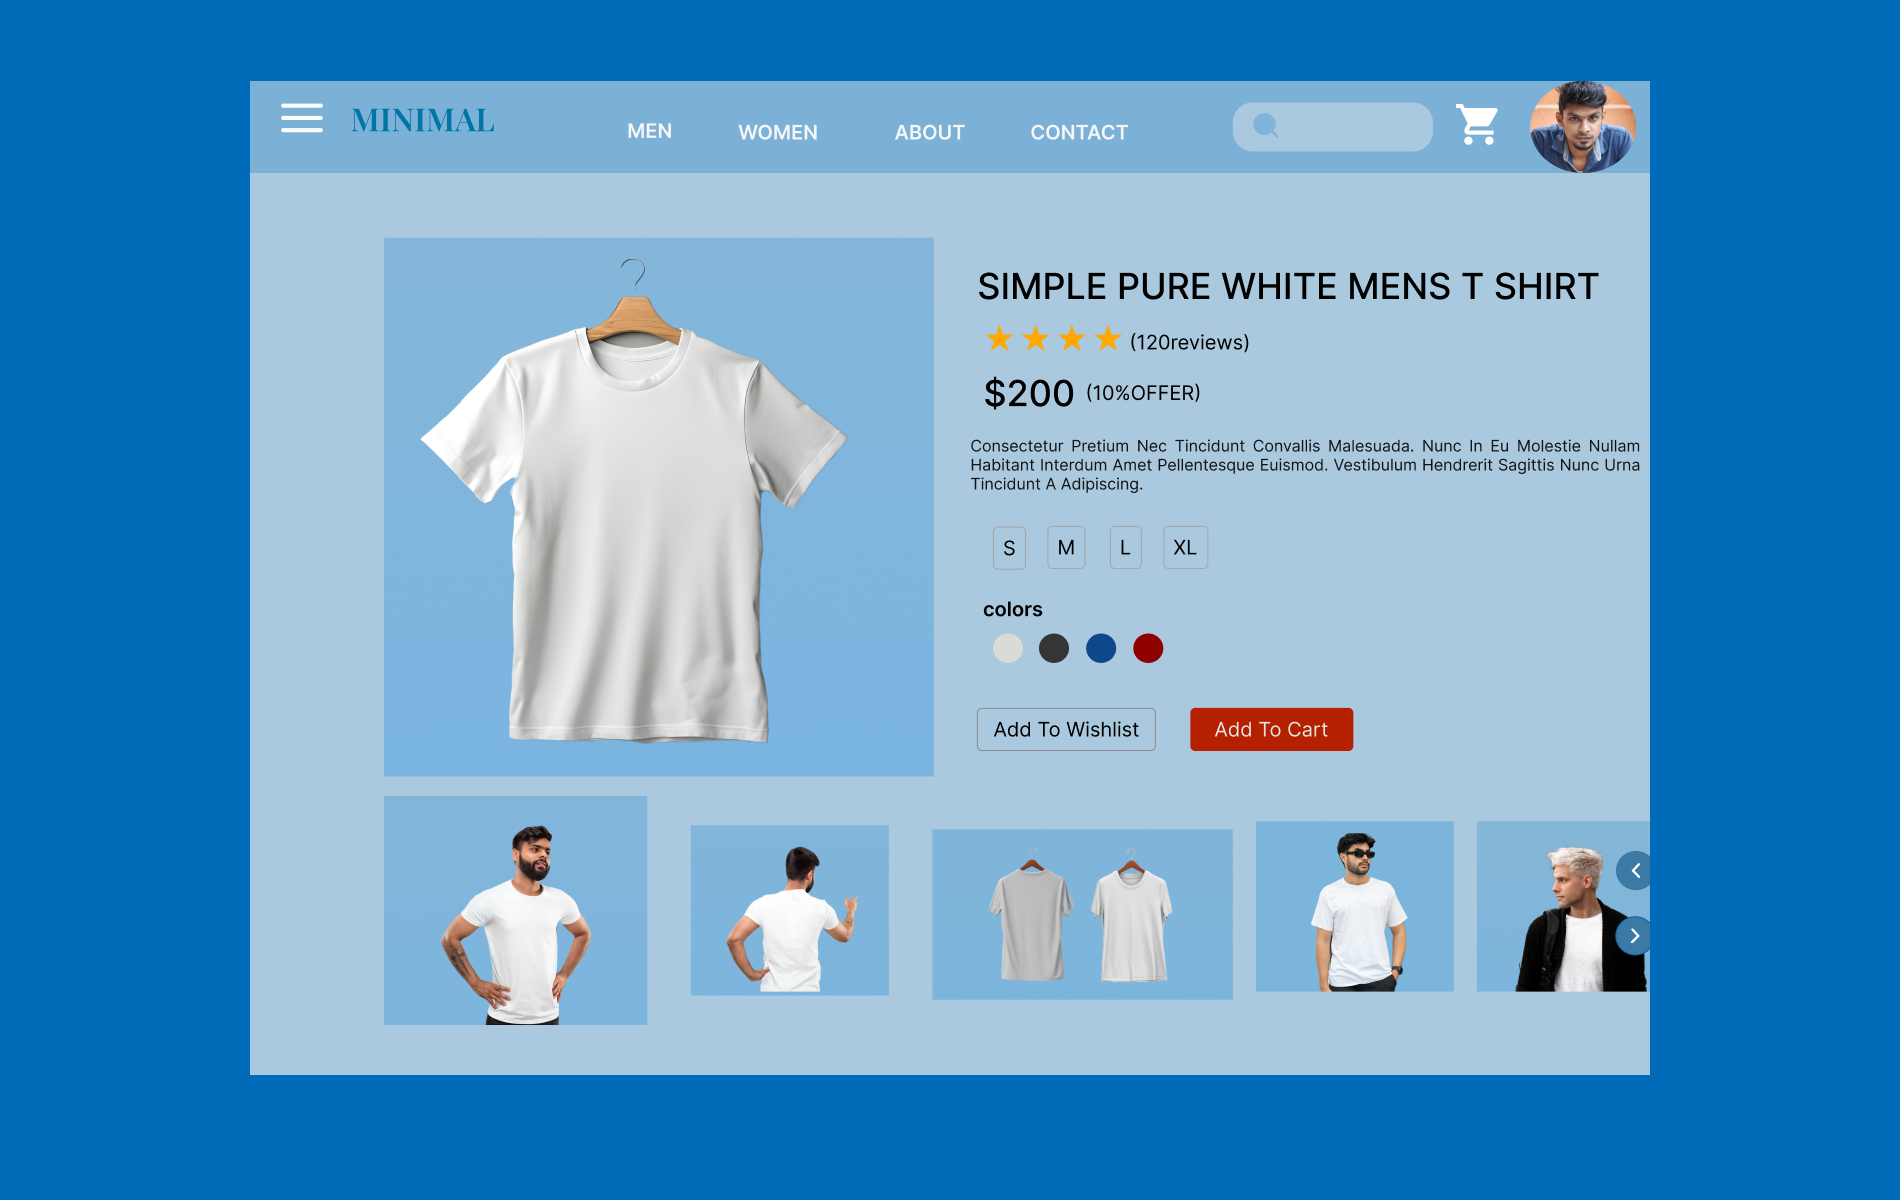 MINIMAL
MEN
WOMEN
ABOUT
CONTACT
SIMPLE PURE WHITE MENS T SHIRT
(120reviews)
$200 (10%OFFER)
Consectetur Pretium Nec Tincidunt Convallis Malesuada. Nunc In Eu Molestie Nullam
Habitant Interdum Amet Pellentesque Euismod. Vestibulum Hendrerit Sagittis Nunc Urna
Tincidunt A Adipiscing.
S
M
L
XL
colors
Add To Wishlist
Add To Cart